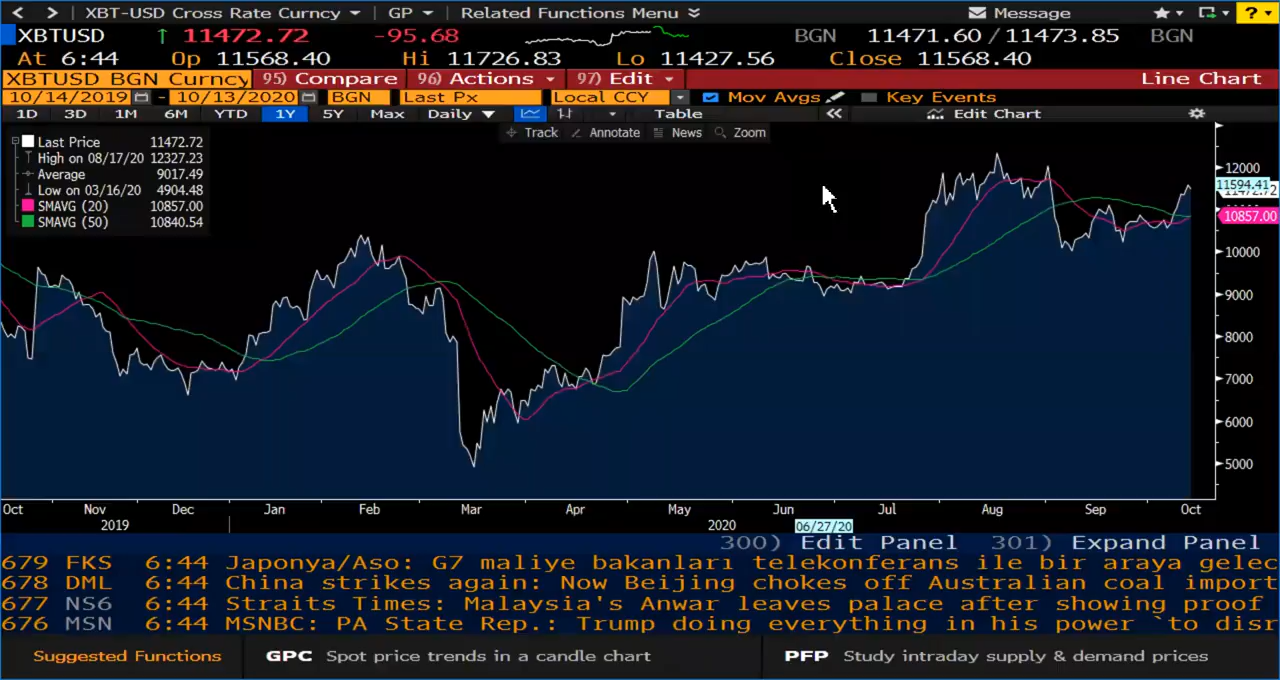 XBT-USD Cross Rate Curncy GP Related Functions Menu Message ?
XBTUSD ↑ 11472.72 -95.68 BGN 11471.60 / 11473.85 BGN
At 6:44 Op 11568.40 Hi 11726.83 Lo 11427.56 Close 11568.40
XBTUSD BGN Curncy 95) Compare 96) Actions 97) Edit Line Chart
10/14/2019 - 10/13/2020 BGN Last Px Local CCY Mov Avgs Key Events
1D 3D 1M 6M YTD 1Y 5Y Max Daily ▼ Table « Edit Chart
Track Annotate News Zoom
Last Price 11472.72
High on 08/17/20 12327.23
Average 9017.49
Low on 03/16/20 4904.48
SMAVG (20) 10857.00
SMAVG (50) 10840.54
12000
11594.41
10857.00
10000
9000
8000
7000
6000
5000
Oct Nov Dec Jan Feb Mar Apr May Jun Jul Aug Sep Oct
2019 2020 06/27/20
300) Edit Panel 301) Expand Panel
679 FKS 6:44 Japonya/Aso: G7 maliye bakanları telekonferans ile bir araya gelec
678 DML 6:44 China strikes again: Now Beijing chokes off Australian coal import
677 NS6 6:44 Straits Times: Malaysia's Anwar leaves palace after showing proof
676 MSN 6:44 MSNBC: PA State Rep.: Trump doing everything in his power `to disr
Suggested Functions GPC Spot price trends in a candle chart PFP Study intraday supply & demand prices